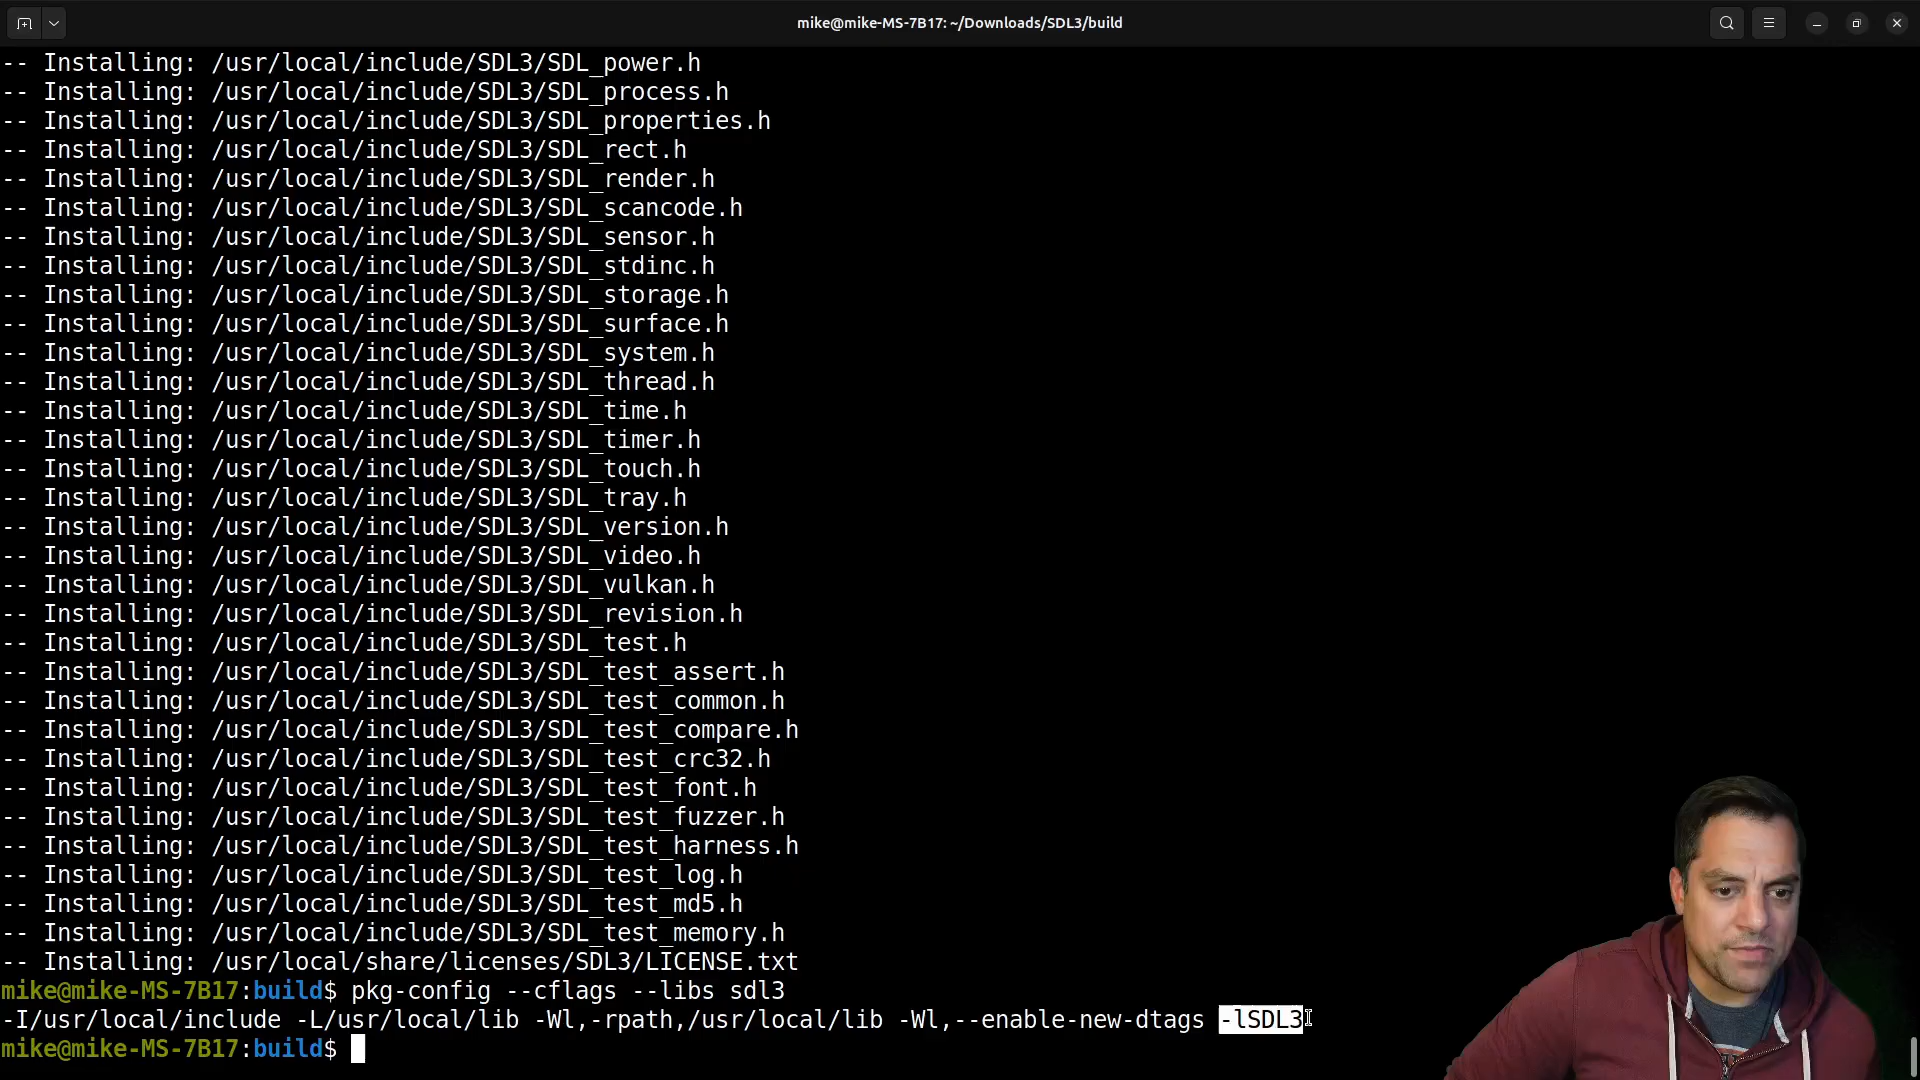 mike@mike-MS-7B17: ~/Downloads/SDL3/build
-- Installing: /usr/local/include/SDL3/SDL_power.h
-- Installing: /usr/local/include/SDL3/SDL_process.h
-- Installing: /usr/local/include/SDL3/SDL_properties.h
-- Installing: /usr/local/include/SDL3/SDL_rect.h
-- Installing: /usr/local/include/SDL3/SDL_render.h
-- Installing: /usr/local/include/SDL3/SDL_scancode.h
-- Installing: /usr/local/include/SDL3/SDL_sensor.h
-- Installing: /usr/local/include/SDL3/SDL_stdinc.h
-- Installing: /usr/local/include/SDL3/SDL_storage.h
-- Installing: /usr/local/include/SDL3/SDL_surface.h
-- Installing: /usr/local/include/SDL3/SDL_system.h
-- Installing: /usr/local/include/SDL3/SDL_thread.h
-- Installing: /usr/local/include/SDL3/SDL_time.h
-- Installing: /usr/local/include/SDL3/SDL_timer.h
-- Installing: /usr/local/include/SDL3/SDL_touch.h
-- Installing: /usr/local/include/SDL3/SDL_tray.h
-- Installing: /usr/local/include/SDL3/SDL_version.h
-- Installing: /usr/local/include/SDL3/SDL_video.h
-- Installing: /usr/local/include/SDL3/SDL_vulkan.h
-- Installing: /usr/local/include/SDL3/SDL_revision.h
-- Installing: /usr/local/include/SDL3/SDL_test.h
-- Installing: /usr/local/include/SDL3/SDL_test_assert.h
-- Installing: /usr/local/include/SDL3/SDL_test_common.h
-- Installing: /usr/local/include/SDL3/SDL_test_compare.h
-- Installing: /usr/local/include/SDL3/SDL_test_crc32.h
-- Installing: /usr/local/include/SDL3/SDL_test_font.h
-- Installing: /usr/local/include/SDL3/SDL_test_fuzzer.h
-- Installing: /usr/local/include/SDL3/SDL_test_harness.h
-- Installing: /usr/local/include/SDL3/SDL_test_log.h
-- Installing: /usr/local/include/SDL3/SDL_test_md5.h
-- Installing: /usr/local/include/SDL3/SDL_test_memory.h
-- Installing: /usr/local/share/licenses/SDL3/LICENSE.txt
mike@mike-MS-7B17:build$ pkg-config --cflags --libs sdl3
-I/usr/local/include -L/usr/local/lib -Wl,-rpath,/usr/local/lib -Wl,--enable-new-dtags -lSDL3
mike@mike-MS-7B17:build$